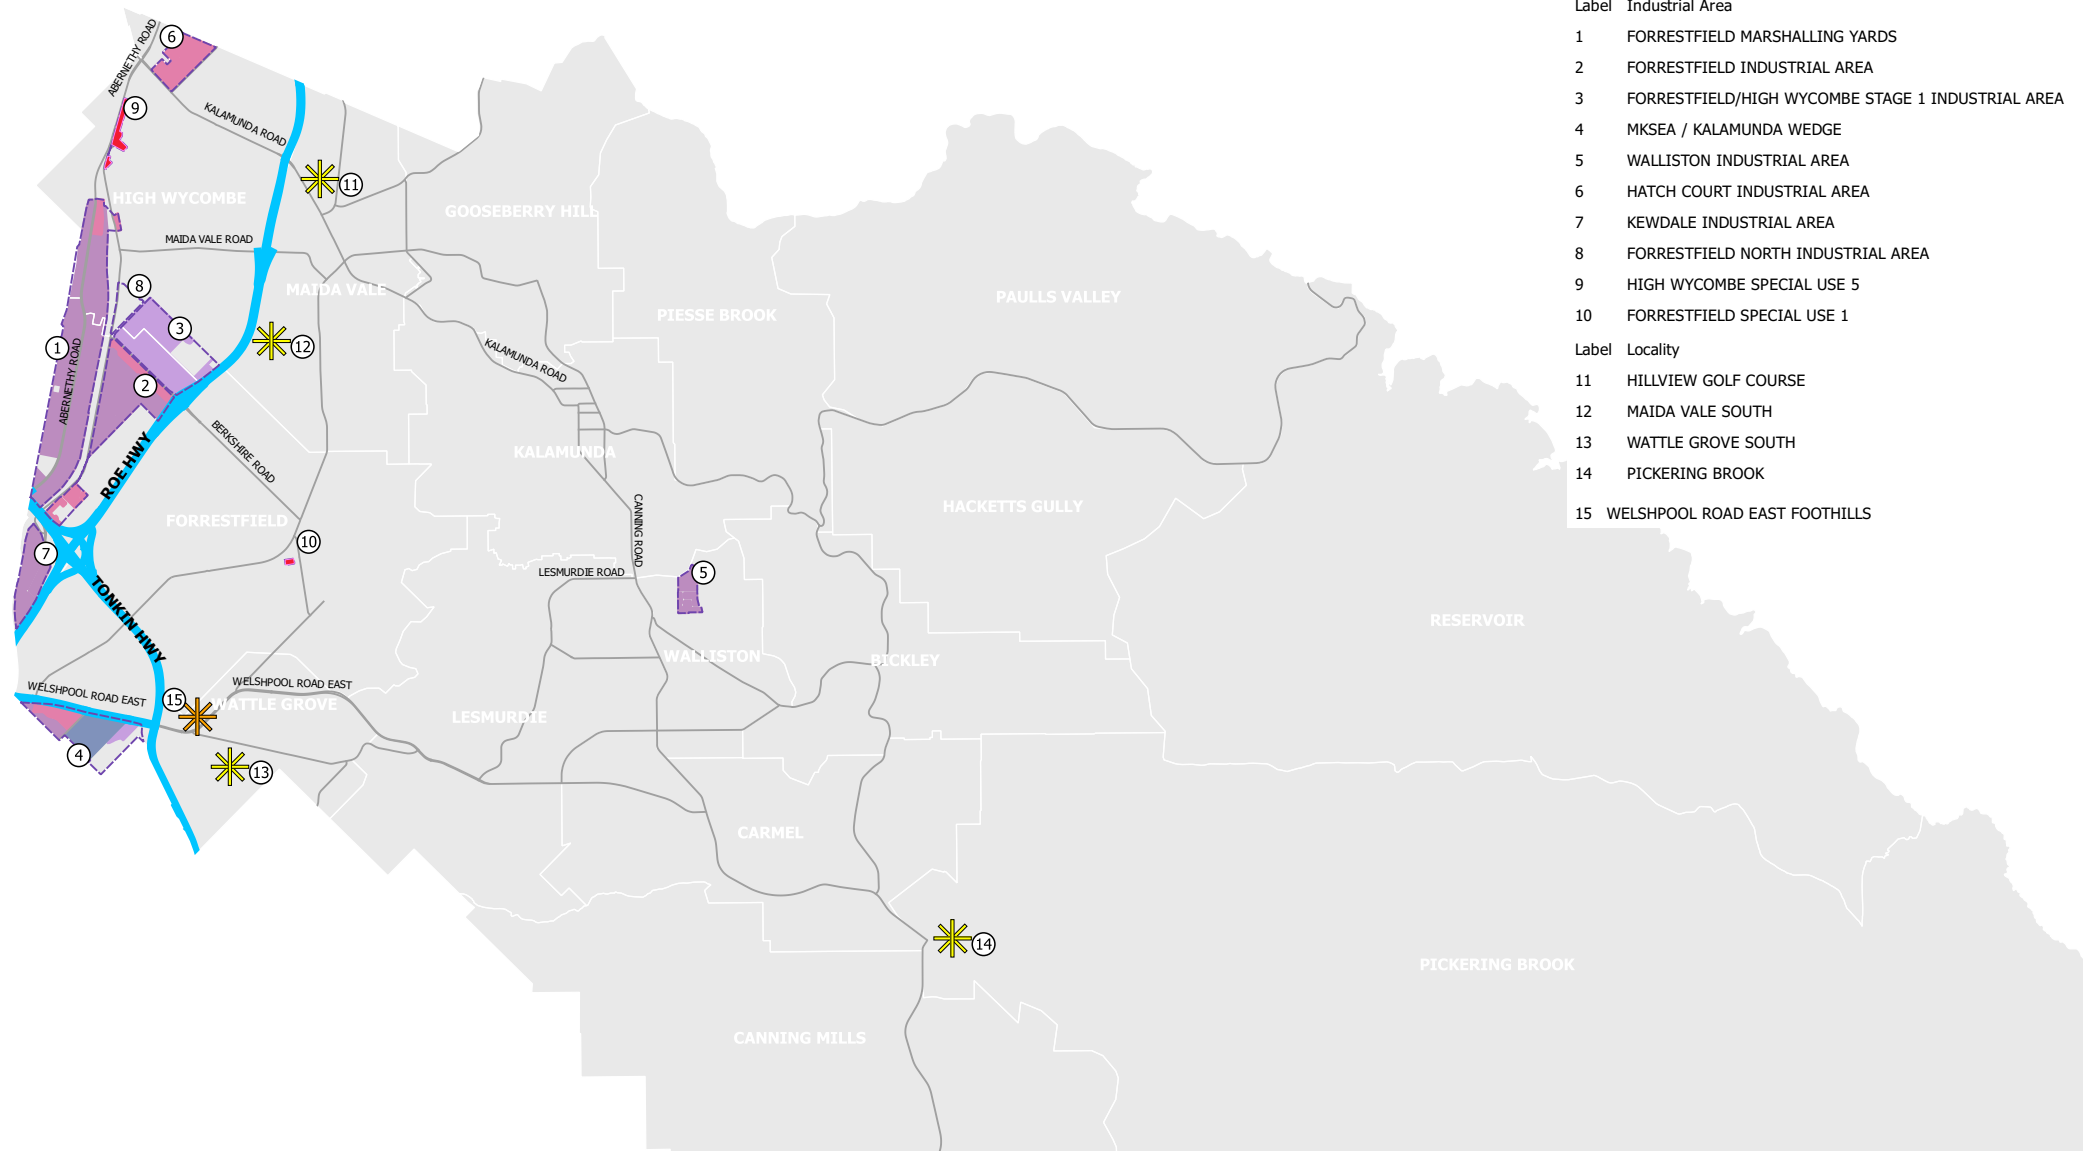 Label Industrial Area
1 FORRESTFIELD MARSHALLING YARDS
2 FORRESTFIELD INDUSTRIAL AREA
3 FORRESTFIELD/HIGH WYCOMBE STAGE 1 INDUSTRIAL AREA
4 MKSEA / KALAMUNDA WEDGE
5 WALLISTON INDUSTRIAL AREA
6 HATCH COURT INDUSTRIAL AREA
7 KEWDALE INDUSTRIAL AREA
8 FORRESTFIELD NORTH INDUSTRIAL AREA
9 HIGH WYCOMBE SPECIAL USE 5
10 FORRESTFIELD SPECIAL USE 1
Label Locality
11 HILLVIEW GOLF COURSE
12 MAIDA VALE SOUTH
13 WATTLE GROVE SOUTH
14 PICKERING BROOK
15 WELSHPOOL ROAD EAST FOOTHILLS
6
ABERNETHY ROAD
9
KALAMUNDA ROAD
11
HIGH WYCOMBE
GOOSEBERRY HILL
MAIDA VALE ROAD
8
MAIDA VALE
PAULLS VALLEY
PIESSE BROOK
3
1
12
ABERNETHY ROAD
KALAMUNDA ROAD
2
BERKSHIRE ROAD
KALAMUNDA
ROE HWY
HACKETTS GULLY
FORRESTFIELD
CANNING ROAD
10
7
LESMURDIE ROAD
5
TONKIN HWY
RESERVOIR
WALLISTON
BICKLEY
WELSHPOOL ROAD EAST
WELSHPOOL ROAD EAST
15
WATTLE GROVE
LESMURDIE
4
13
CARMEL
14
PICKERING BROOK
CANNING MILLS